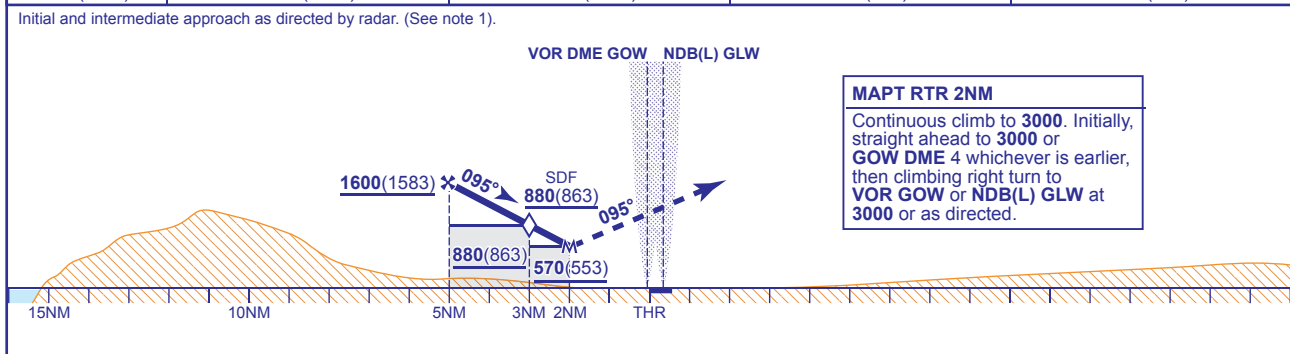 Initial and intermediate approach as directed by radar. (See note 1).
VOR DME GOW NDB(L) GLW
MAPT RTR 2NM
Continuous climb to 3000. Initially,
straight ahead to 3000 or
GOW DME 4 whichever is earlier,
then climbing right turn to
VOR GOW or NDB(L) GLW at
3000 or as directed.
1600(1583)
095°
SDF
880(863)
095°
880(863)
570(553)
15NM 10NM 5NM 3NM 2NM THR